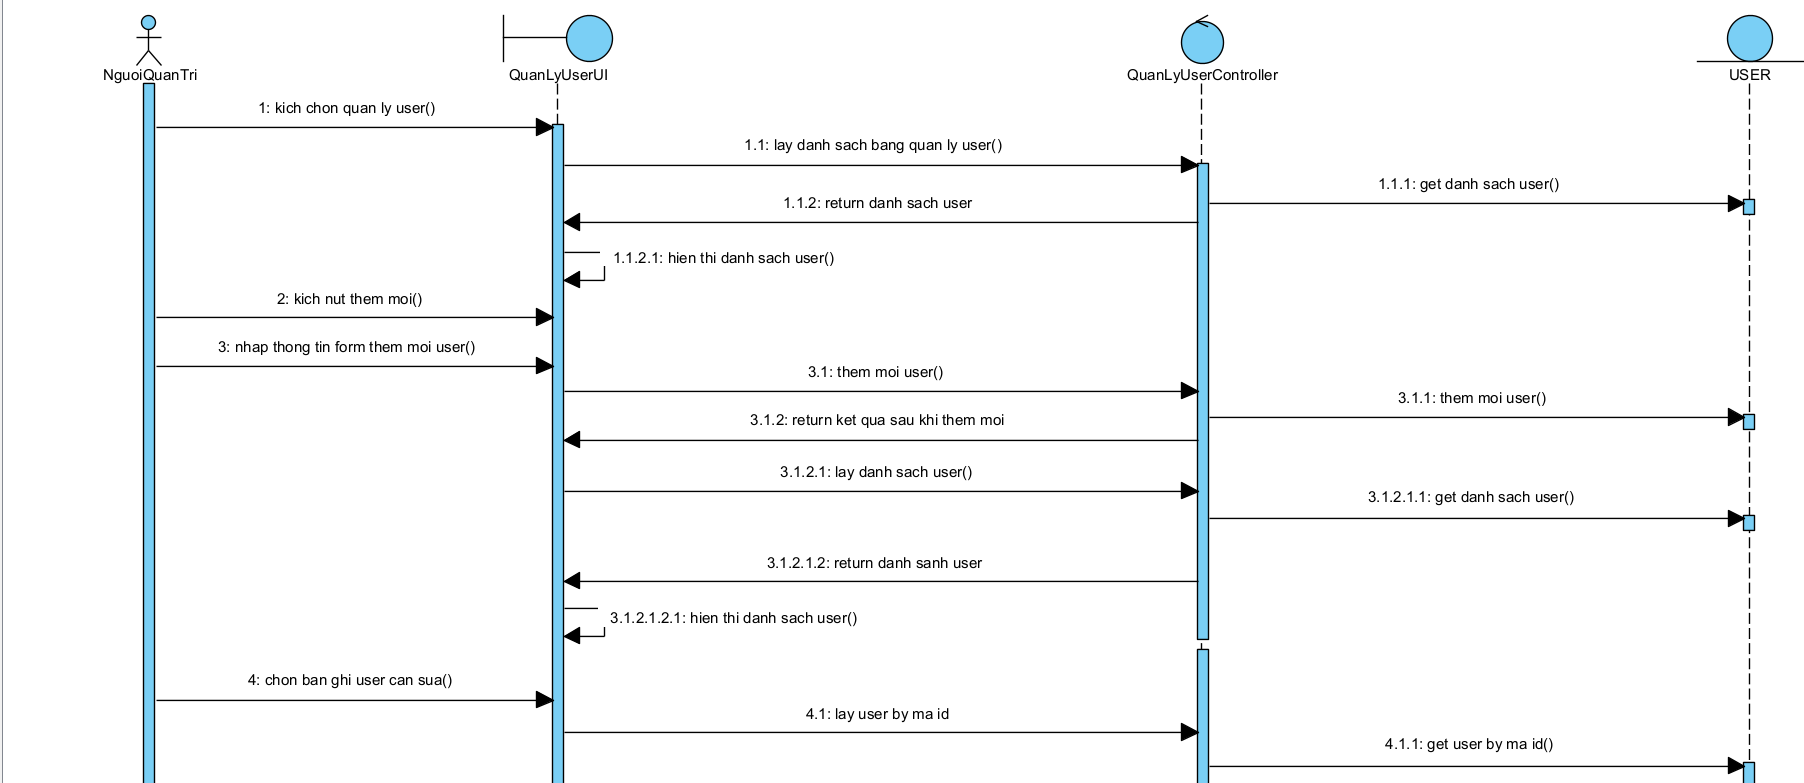 NguoiQuanTri
QuanLyUserUI
QuanLyUserController
USER
1: kich chon quan ly user()
1.1: lay danh sach bang quan ly user()
1.1.1: get danh sach user()
1.1.2: return danh sach user
1.1.2.1: hien thi danh sach user()
2: kich nut them moi()
3: nhap thong tin form them moi user()
3.1: them moi user()
3.1.1: them moi user()
3.1.2: return ket qua sau khi them moi
3.1.2.1: lay danh sach user()
3.1.2.1.1: get danh sach user()
3.1.2.1.2: return danh sanh user
3.1.2.1.2.1: hien thi danh sach user()
4: chon ban ghi user can sua()
4.1: lay user by ma id
4.1.1: get user by ma id()